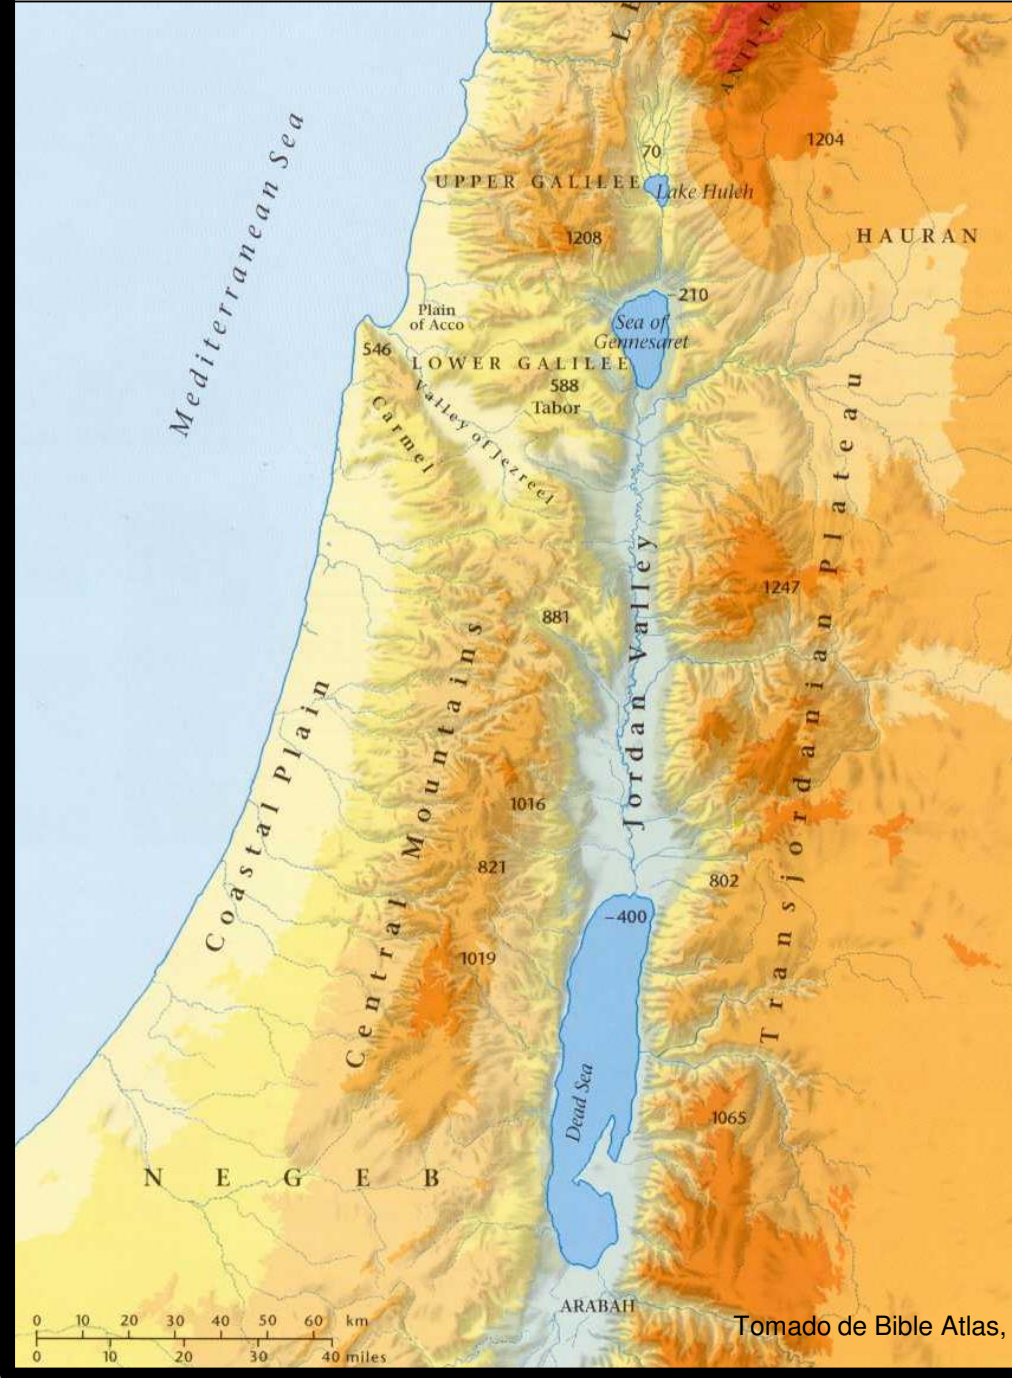 L E
ANTI-LE
1204
70
UPPER GALILEE
Lake Huleh
1208
HAURAN
Mediterranean Sea
-210
Plain
of Acco
Sea of
Gennesaret
546
LOWER GALILEE
588
Tabor
Carmel
Valley of Jezreel
1247
881
Jordan Valley
Transjordanian Plateau
Coastal Plain
Central Mountains
1016
821
802
-400
1019
Dead Sea
1065
NEGEB
ARABAH
0 10 20 30 40 50 60 km
0 10 20 30 40 miles
Tomado de Bible Atlas,